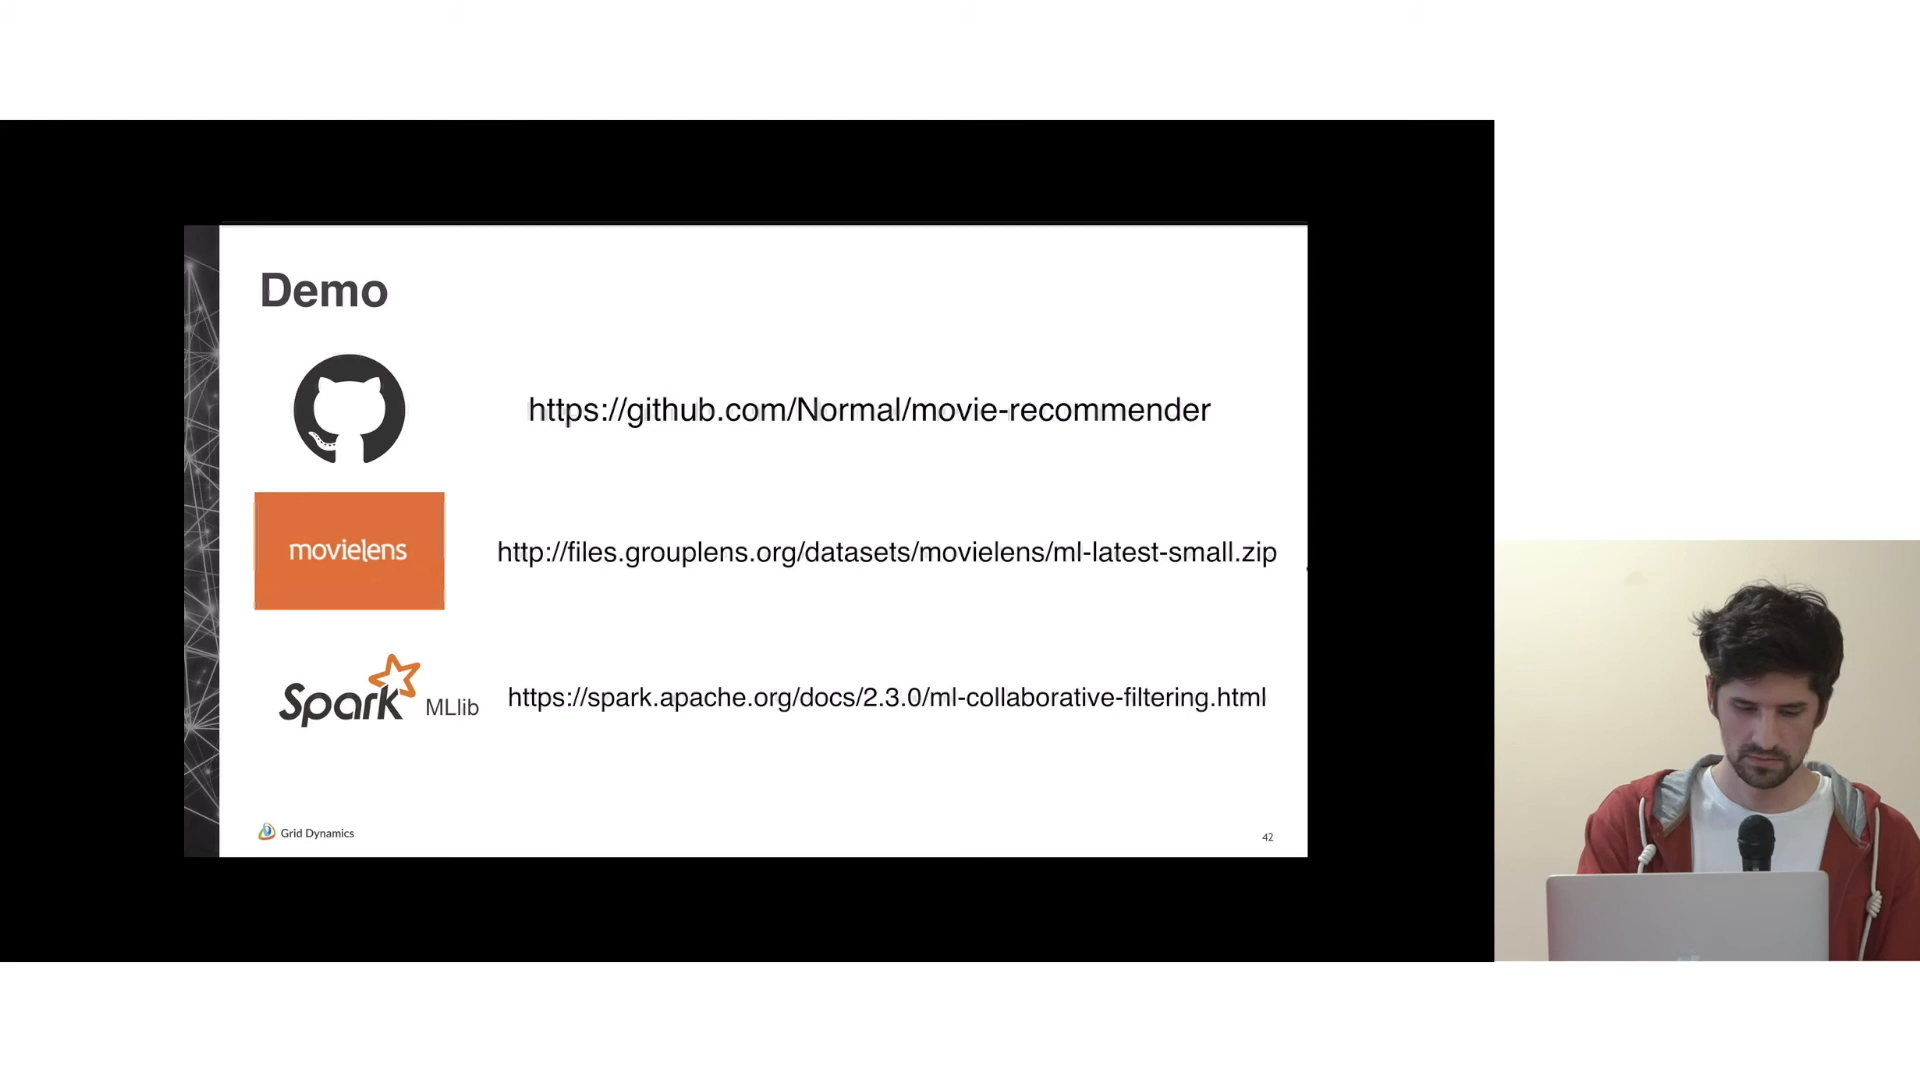 Demo
https://github.com/Normal/movie-recommender
movielens
http://files.grouplens.org/datasets/movielens/ml-latest-small.zip
Spark MLlib
https://spark.apache.org/docs/2.3.0/ml-collaborative-filtering.html
Grid Dynamics
42